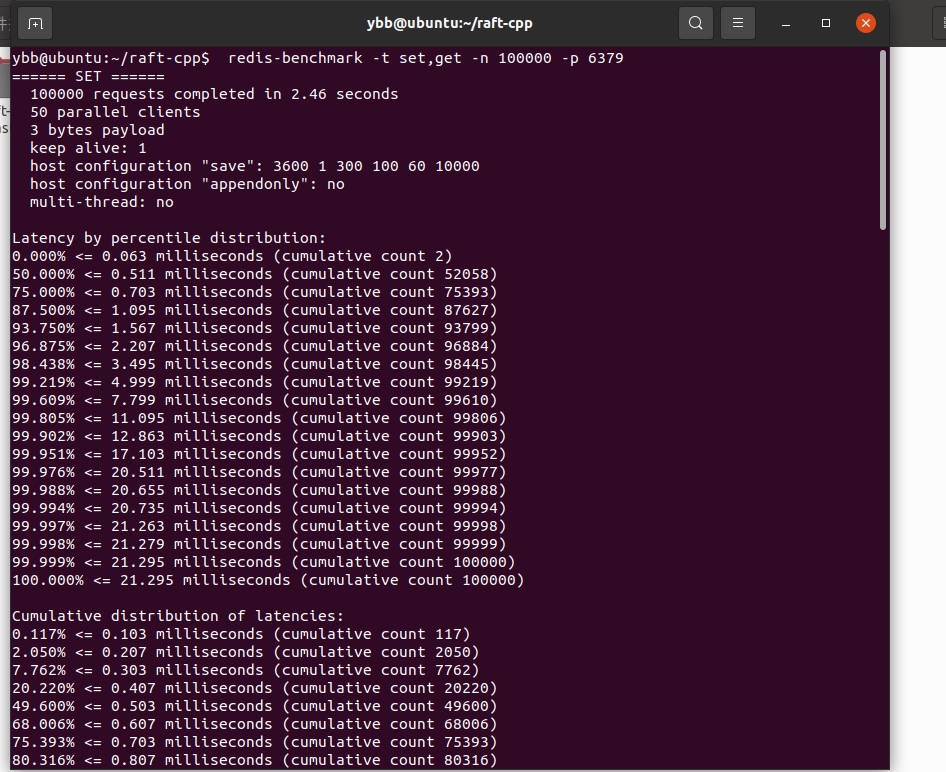 ybb@ubuntu:~/raft-cpp
ybb@ubuntu:~/raft-cpp$  redis-benchmark -t set,get -n 100000 -p 6379
====== SET ======
  100000 requests completed in 2.46 seconds
  50 parallel clients
  3 bytes payload
  keep alive: 1
  host configuration "save": 3600 1 300 100 60 10000
  host configuration "appendonly": no
  multi-thread: no

Latency by percentile distribution:
0.000% <= 0.063 milliseconds (cumulative count 2)
50.000% <= 0.511 milliseconds (cumulative count 52058)
75.000% <= 0.703 milliseconds (cumulative count 75393)
87.500% <= 1.095 milliseconds (cumulative count 87627)
93.750% <= 1.567 milliseconds (cumulative count 93799)
96.875% <= 2.207 milliseconds (cumulative count 96884)
98.438% <= 3.495 milliseconds (cumulative count 98445)
99.219% <= 4.999 milliseconds (cumulative count 99219)
99.609% <= 7.799 milliseconds (cumulative count 99610)
99.805% <= 11.095 milliseconds (cumulative count 99806)
99.902% <= 12.863 milliseconds (cumulative count 99903)
99.951% <= 17.103 milliseconds (cumulative count 99952)
99.976% <= 20.511 milliseconds (cumulative count 99977)
99.988% <= 20.655 milliseconds (cumulative count 99988)
99.994% <= 20.735 milliseconds (cumulative count 99994)
99.997% <= 21.263 milliseconds (cumulative count 99998)
99.998% <= 21.279 milliseconds (cumulative count 99999)
99.999% <= 21.295 milliseconds (cumulative count 100000)
100.000% <= 21.295 milliseconds (cumulative count 100000)

Cumulative distribution of latencies:
0.117% <= 0.103 milliseconds (cumulative count 117)
2.050% <= 0.207 milliseconds (cumulative count 2050)
7.762% <= 0.303 milliseconds (cumulative count 7762)
20.220% <= 0.407 milliseconds (cumulative count 20220)
49.600% <= 0.503 milliseconds (cumulative count 49600)
68.006% <= 0.607 milliseconds (cumulative count 68006)
75.393% <= 0.703 milliseconds (cumulative count 75393)
80.316% <= 0.807 milliseconds (cumulative count 80316)